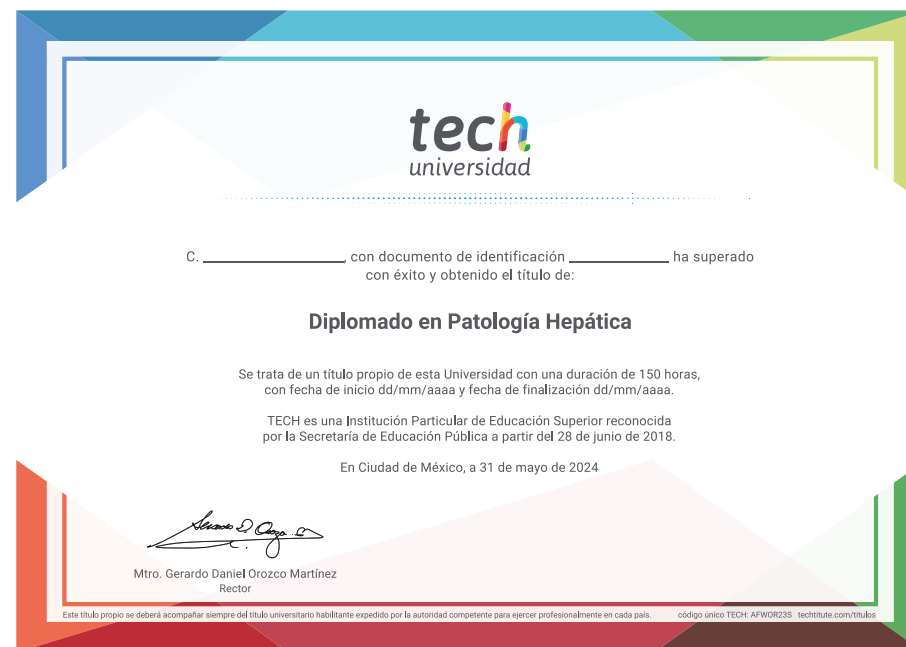 tech
universidad
C. ____________________, con documento de identificación ______________ ha superado
con éxito y obtenido el título de:
Diplomado en Patología Hepática
Se trata de un título propio de esta Universidad con una duración de 150 horas,
con fecha de inicio dd/mm/aaaa y fecha de finalización dd/mm/aaaa.
TECH es una Institución Particular de Educación Superior reconocida
por la Secretaría de Educación Pública a partir del 28 de junio de 2018.
En Ciudad de México, a 31 de mayo de 2024
Mtro. Gerardo Daniel Orozco Martínez
Rector
Este título propio se deberá acompañar siempre del título universitario habilitante expedido por la autoridad competente para ejercer profesionalmente en cada país. código único TECH: AFWOR23S techtitute.com/titulos